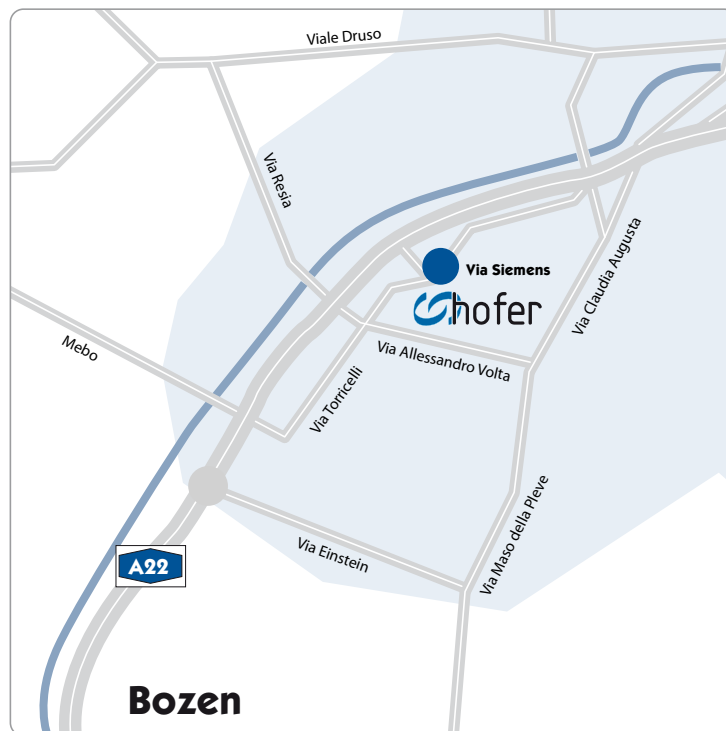 Viale Druso
Via Resia
Via Claudia Augusta
Via Siemens
hofer
Mebo
Via Allessandro Volta
Via Torricelli
Via Einstein
Via Maso della Pleve
A22
Bozen